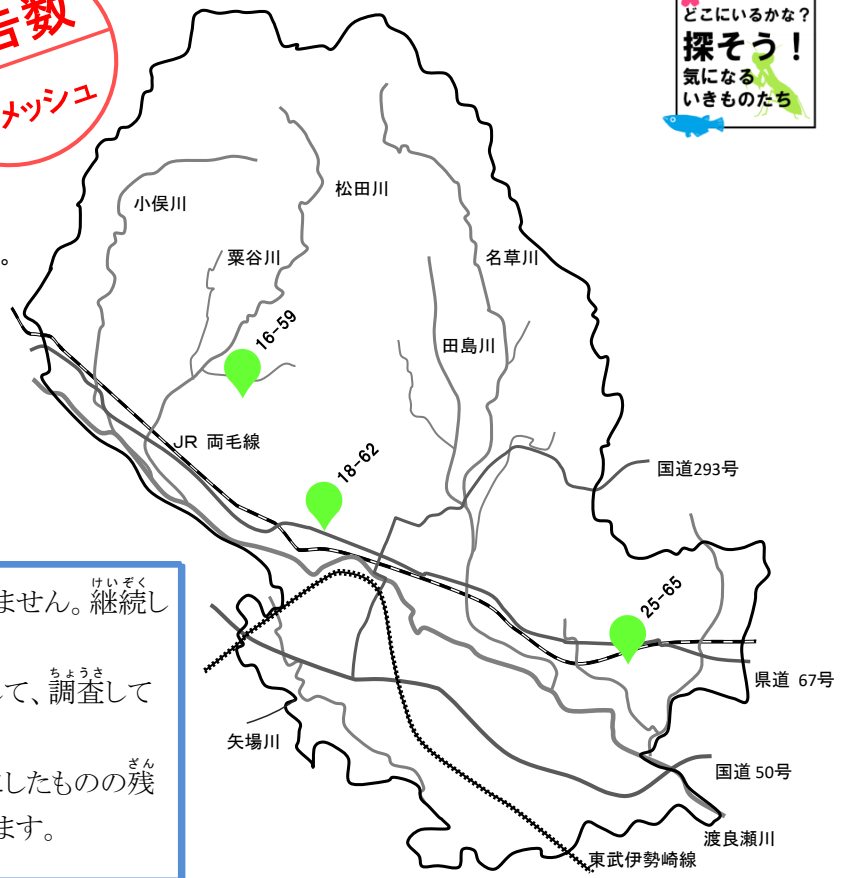 告数
メッシュ
どこにいるかな？
探そう！
気になる
いきものたち
小俣川
松田川
粟谷川
名草川
。
16-59
田島川
JR 両毛線
18-62
国道293号
ません。継続し
けいぞく
25-65
て、調査して
ちょうさ
県道 67号
矢場川
したものの残
ざん
国道 50号
ます。
渡良瀬川
東武伊勢崎線